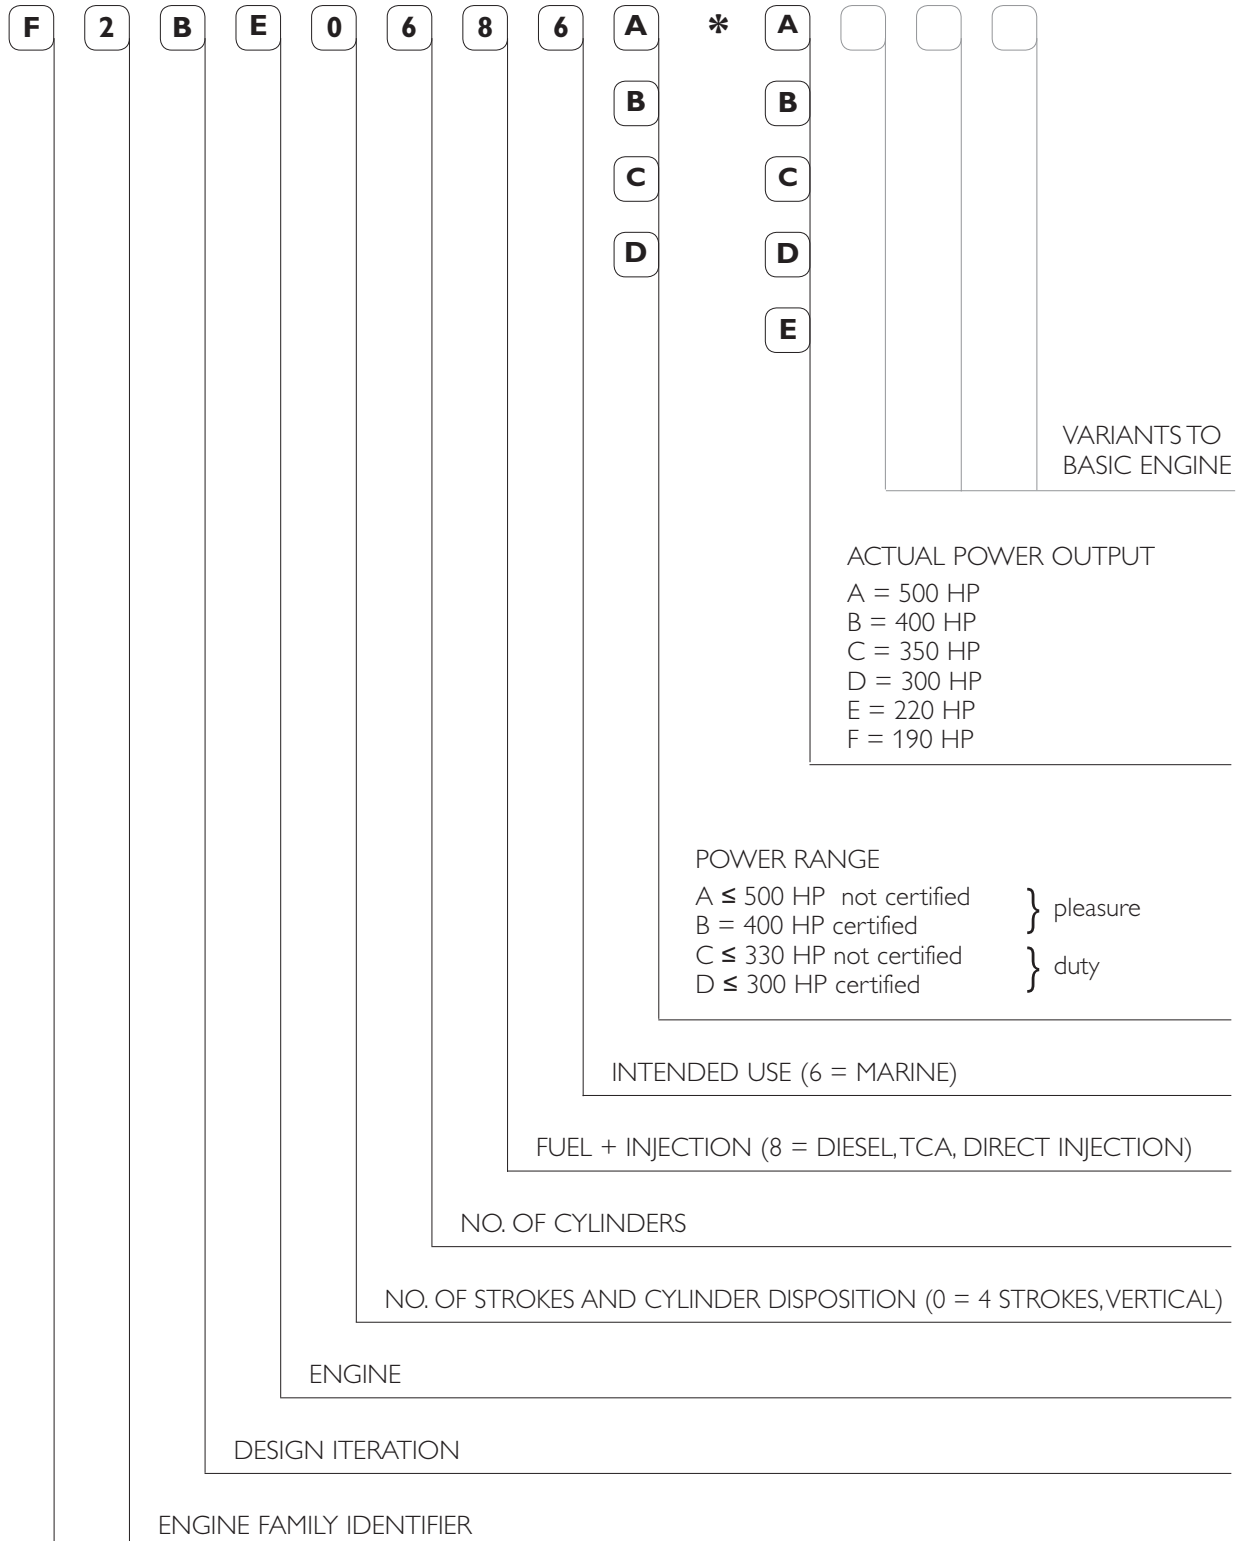 F 2 B E 0 6 8 6 A * A
B B
C C
D D
E
VARIANTS TO
BASIC ENGINE
ACTUAL POWER OUTPUT
A = 500 HP
B = 400 HP
C = 350 HP
D = 300 HP
E = 220 HP
F = 190 HP
POWER RANGE
A ≤ 500 HP not certified
B = 400 HP certified
} pleasure
C ≤ 330 HP not certified
D ≤ 300 HP certified
} duty
INTENDED USE (6 = MARINE)
FUEL + INJECTION (8 = DIESEL, TCA, DIRECT INJECTION)
NO. OF CYLINDERS
NO. OF STROKES AND CYLINDER DISPOSITION (0 = 4 STROKES, VERTICAL)
ENGINE
DESIGN ITERATION
ENGINE FAMILY IDENTIFIER